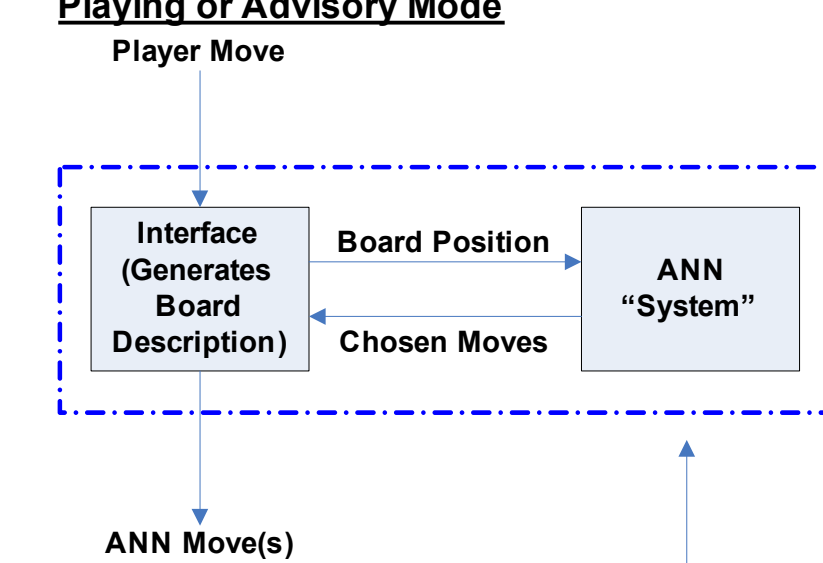 Playing or Advisory Mode
Player Move
Interface
(Generates
Board
Description)
Board Position
Chosen Moves
ANN
“System”
ANN Move(s)